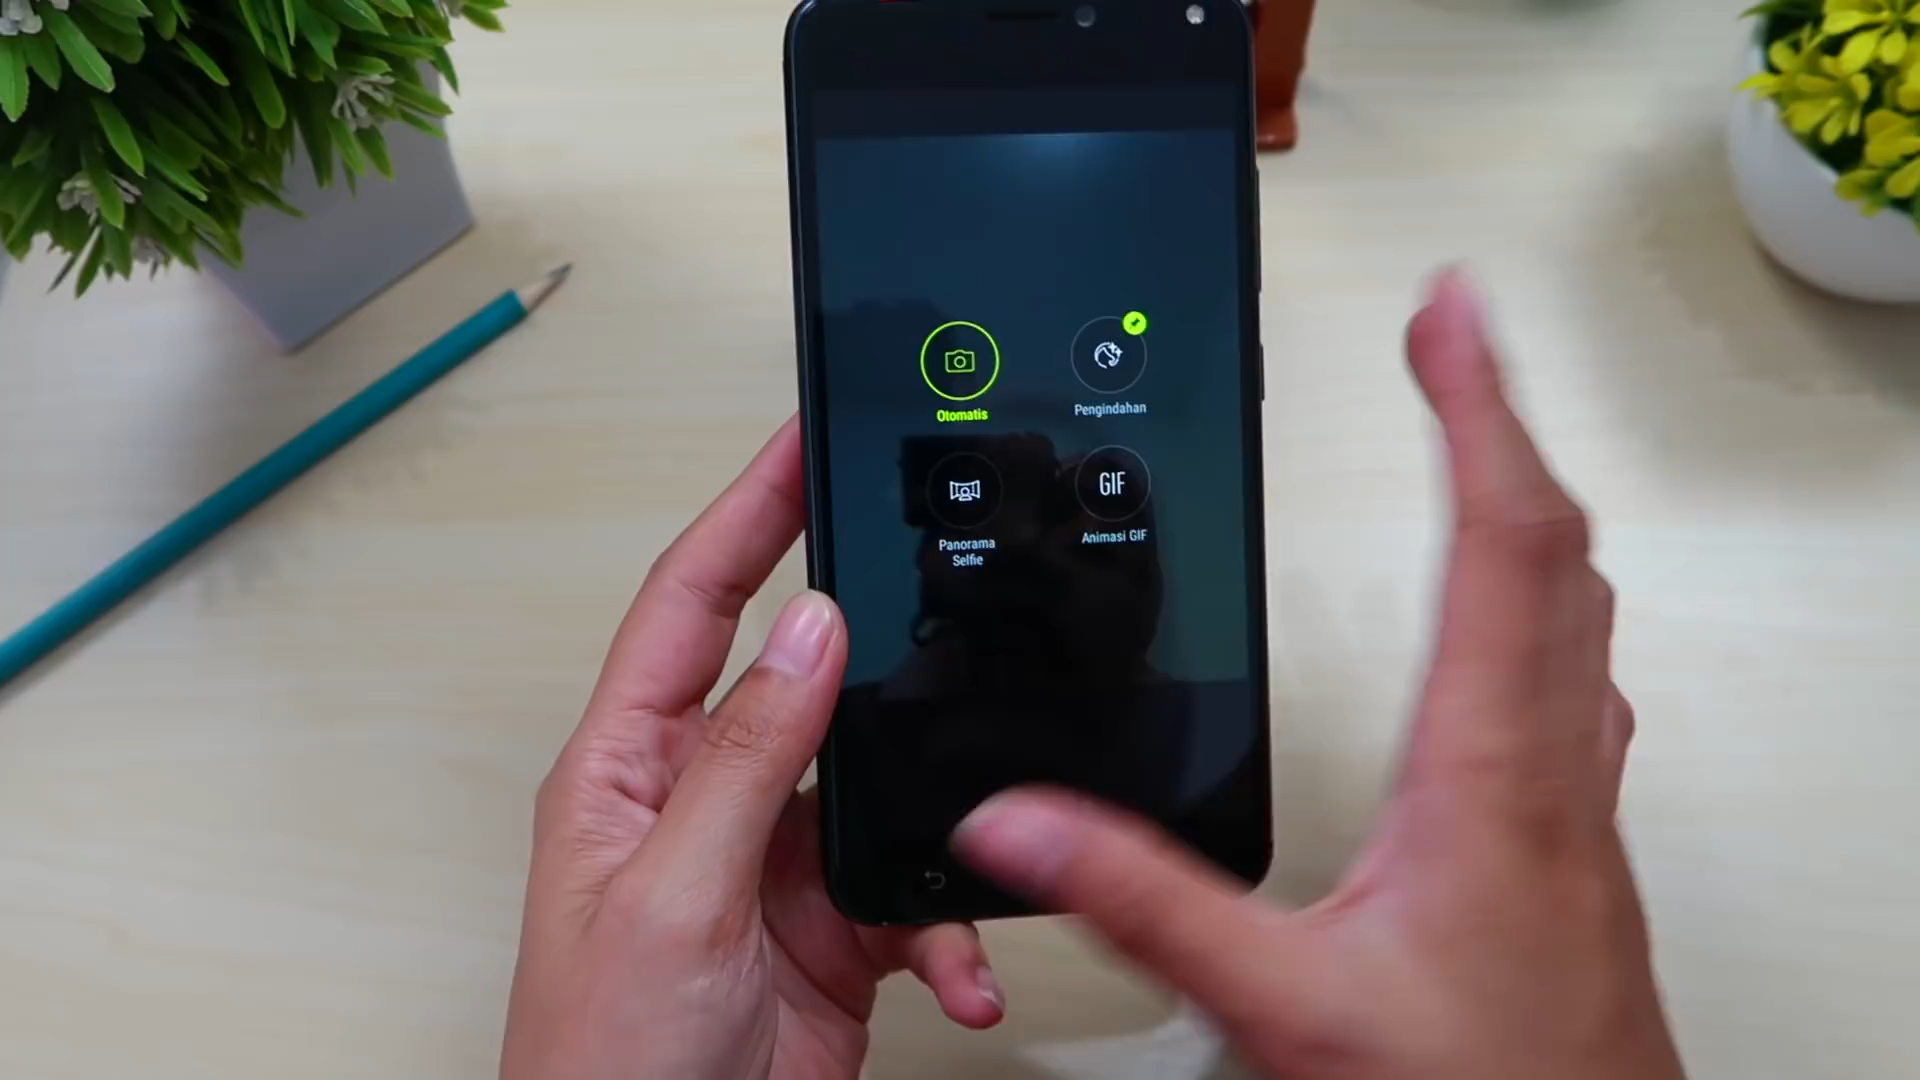 Otomatis
Pengindahan
GIF
Panorama
Selfie
Animasi GIF